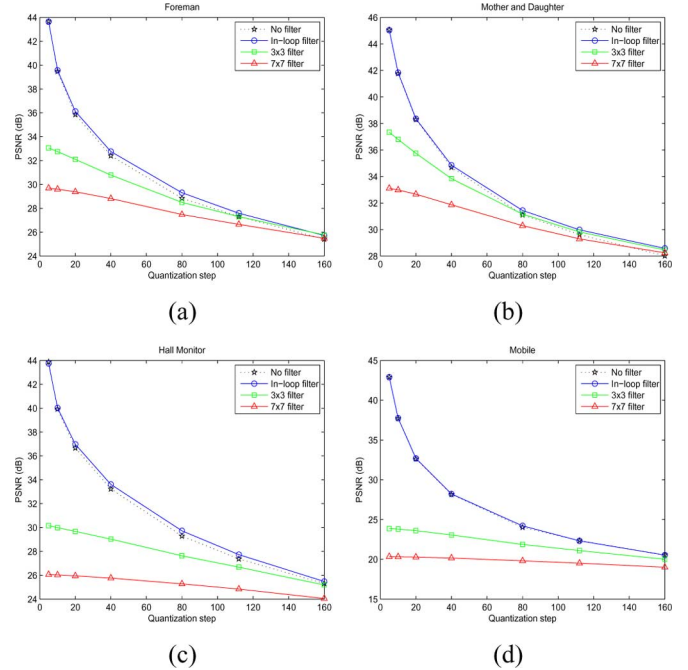 Foreman
No filter
In-loop filter
3x3 filter
7x7 filter
PSNR (dB)
44
42
40
38
36
34
32
30
28
26
24
0 20 40 60 80 100 120 140 160
Quantization step
(a)
Mother and Daughter
No filter
In-loop filter
3x3 filter
7x7 filter
PSNR (dB)
46
44
42
40
38
36
34
32
30
28
0 20 40 60 80 100 120 140 160
Quantization step
(b)
Hall Monitor
No filter
In-loop filter
3x3 filter
7x7 filter
PSNR (dB)
44
42
40
38
36
34
32
30
28
26
24
0 20 40 60 80 100 120 140 160
Quantization step
(c)
Mobile
No filter
In-loop filter
3x3 filter
7x7 filter
PSNR (dB)
45
40
35
30
25
20
15
0 20 40 60 80 100 120 140 160
Quantization step
(d)